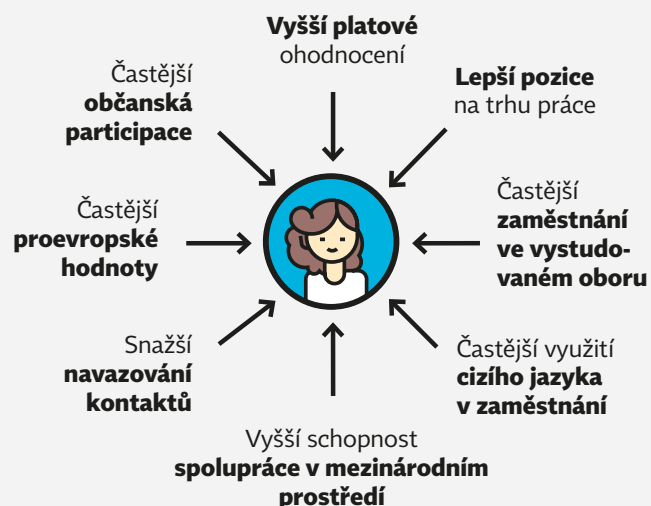 Vyšší platové
ohodnocení
Častější
občanská
participace
Lepší pozice
na trhu práce
Častější
proevropské
hodnoty
Častější
zaměstnání
ve vystudo-
vaném oboru
Snažší
navazování
kontaktů
Častější využití
cizího jazyka
v zaměstnání
Vyšší schopnost
spolupráce v mezinárodním
prostředí